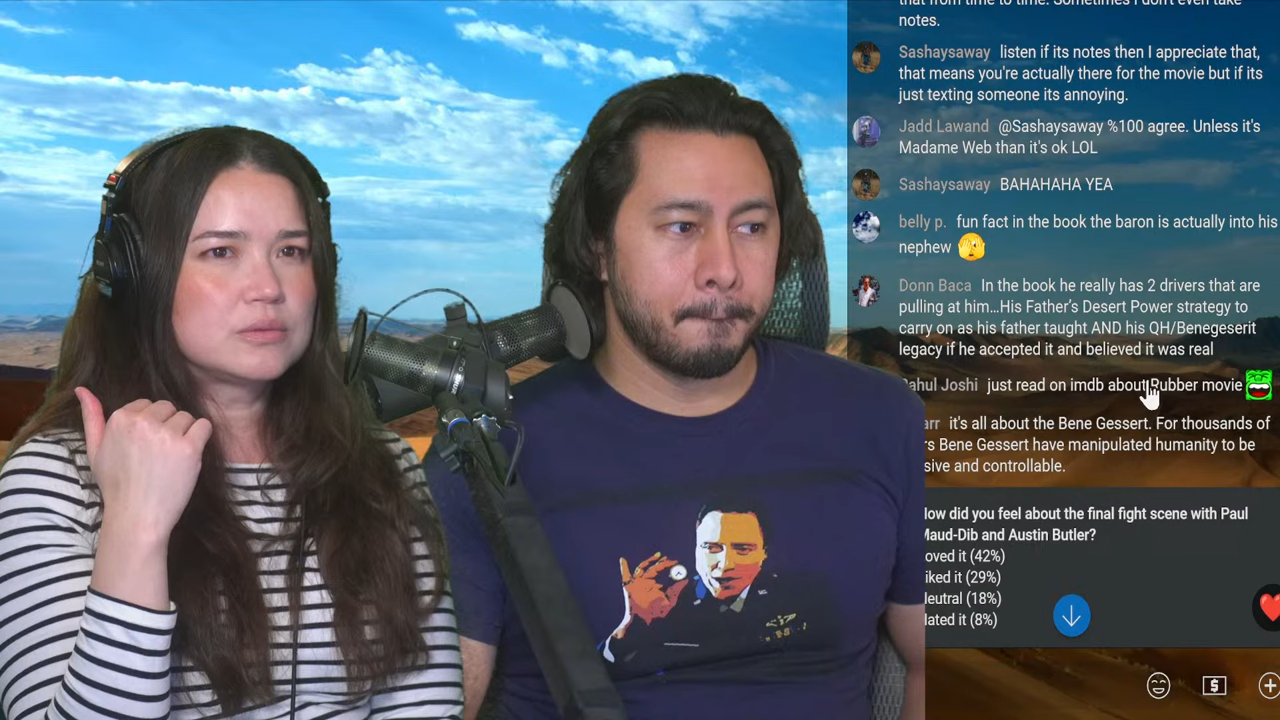 that from time to time. Sometimes I don't even take
notes.
Sashaysaway listen if its notes then I appreciate that,
that means you're actually there for the movie but if its
just texting someone its annoying.
Jadd Lawand @Sashaysaway %100 agree. Unless it's
Madame Web than it's ok LOL
Sashaysaway BAHAHAHA YEA
belly p. fun fact in the book the baron is actually into his
nephew 🫣
Donn Baca In the book he really has 2 drivers that are
pulling at him...His Father's Desert Power strategy to
carry on as his father taught AND his QH/Benegeserit
legacy if he accepted it and believed it was real
Rahul Joshi just read on imdb about Rubber movie
arr it's all about the Bene Gessert. For thousands of
rs Bene Gessert have manipulated humanity to be
sive and controllable.
How did you feel about the final fight scene with Paul
Maud-Dib and Austin Butler?
oved it (42%)
iked it (29%)
Neutral (18%)
Hated it (8%)